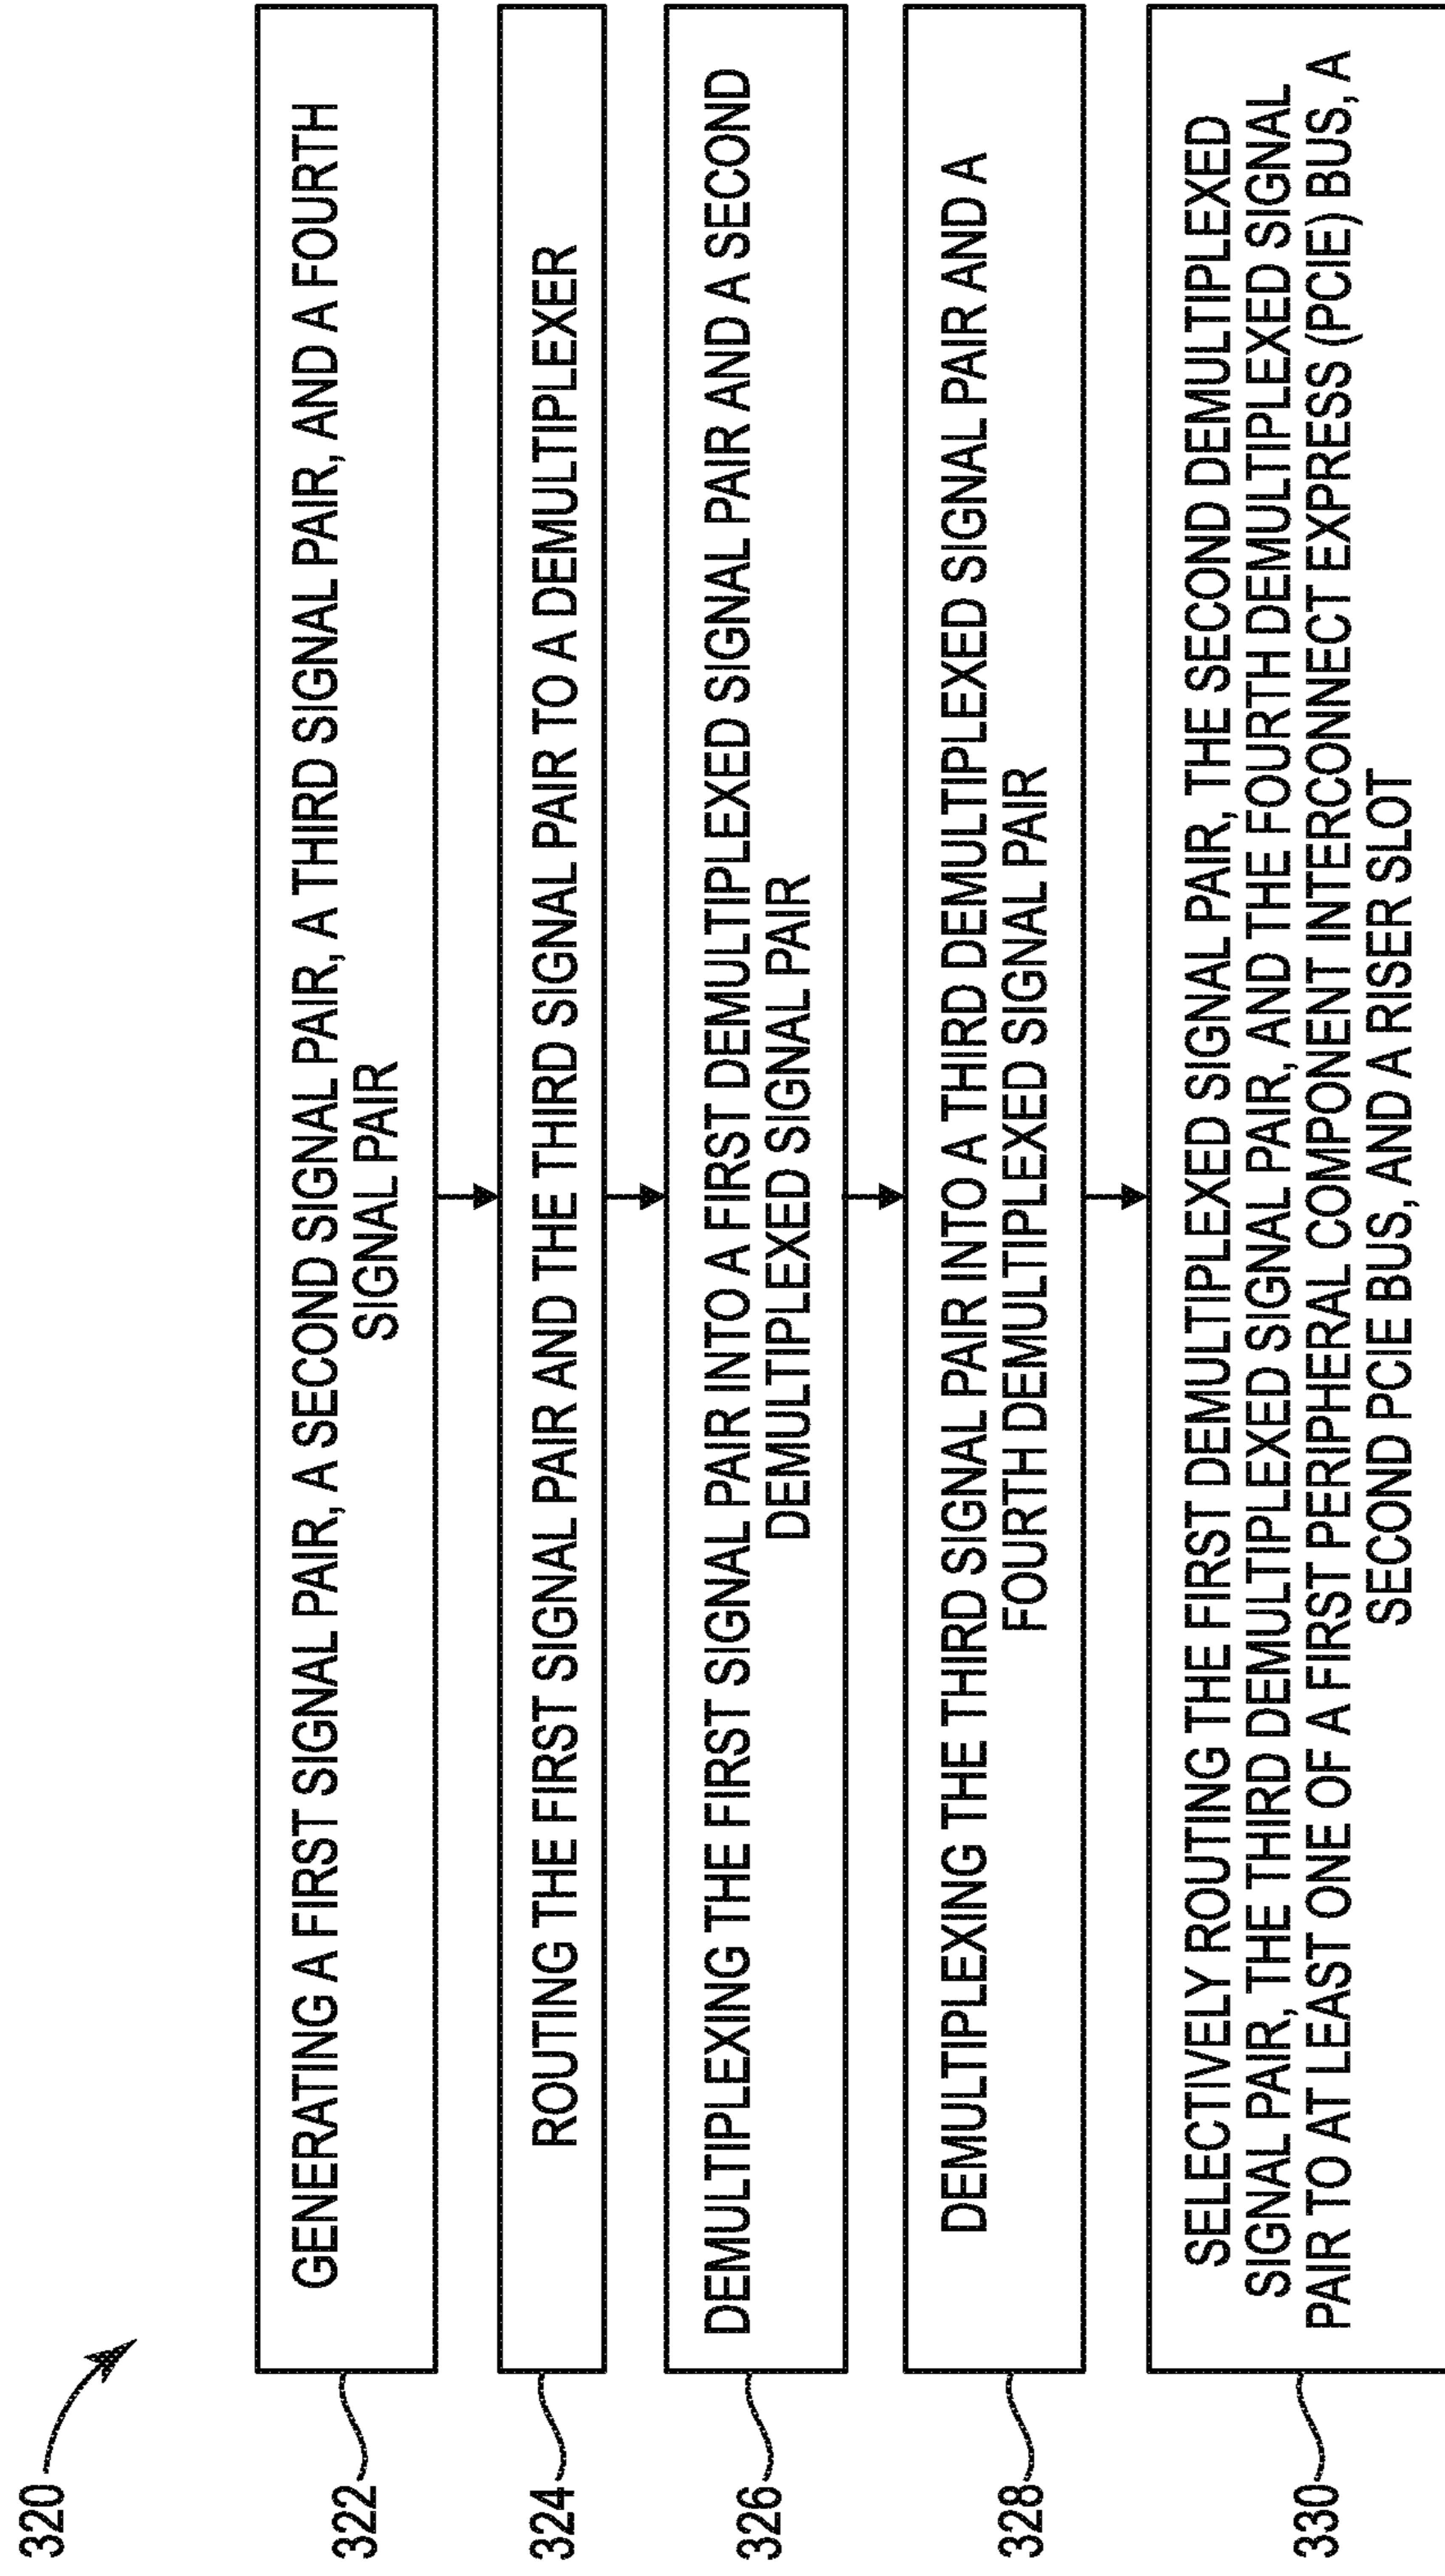 320
322
GENERATING A FIRST SIGNAL PAIR, A SECOND SIGNAL PAIR, A THIRD SIGNAL PAIR, AND A FOURTH
SIGNAL PAIR
324
ROUTING THE FIRST SIGNAL PAIR AND THE THIRD SIGNAL PAIR TO A DEMULTIPLEXER
326
DEMULTIPLEXING THE FIRST SIGNAL PAIR INTO A FIRST DEMULTIPLEXED SIGNAL PAIR AND A SECOND
DEMULTIPLEXED SIGNAL PAIR
328
DEMULTIPLEXING THE THIRD SIGNAL PAIR INTO A THIRD DEMULTIPLEXED SIGNAL PAIR AND A
FOURTH DEMULTIPLEXED SIGNAL PAIR
330
SELECTIVELY ROUTING THE FIRST DEMULTIPLEXED SIGNAL PAIR, THE SECOND DEMULTIPLEXED
SIGNAL PAIR, THE THIRD DEMULTIPLEXED SIGNAL PAIR, AND THE FOURTH DEMULTIPLEXED SIGNAL
PAIR TO AT LEAST ONE OF A FIRST PERIPHERAL COMPONENT INTERCONNECT EXPRESS (PCIE) BUS, A
SECOND PCIE BUS, AND A RISER SLOT